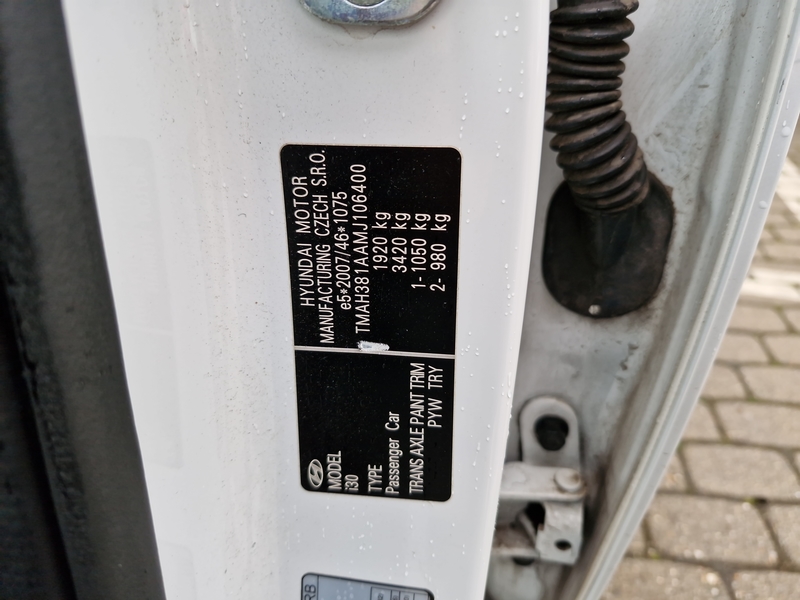 HYUNDAI MOTOR
MANUFACTURING CZECH S.R.O.
e5*2007/46*1075
TMAH381AAMJ106400
1920 kg
3420 kg
1- 1050 kg
2- 980 kg
MODEL
i30
TYPE
Passenger Car
TRANS AXLE PAINT TRIM
PYW TRY
RB